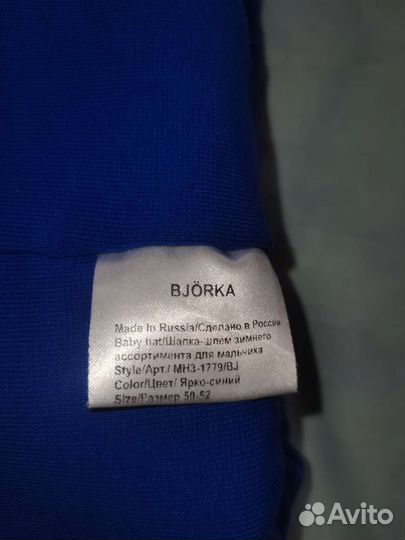 BJÖRKA
Made In Russia/Сделано в России
Baby hat/Шапка-шлем зимнего
ассортимента для мальчика
Style/Арт./ МНЗ-1779/BJ
Color/Цвет/ Ярко-синий
Size/Размер 50-52
Avito